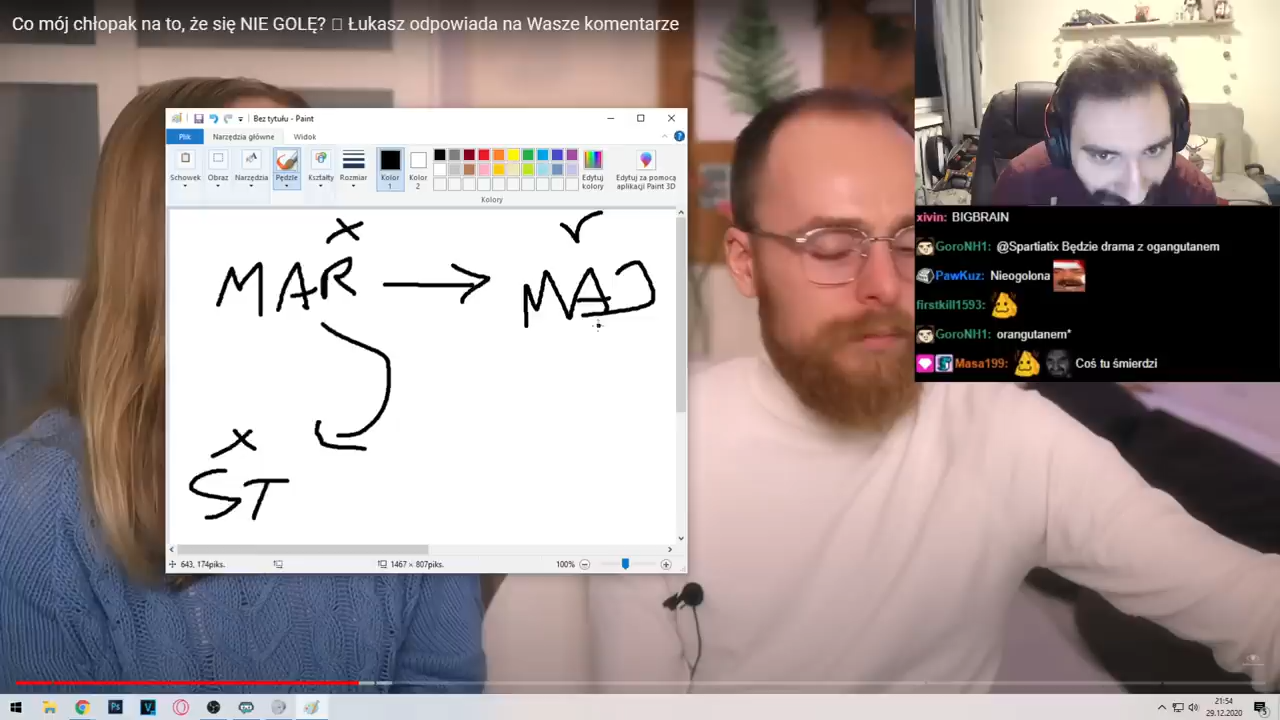 Co mój chłopak na to, że się NIE GOLĘ? Łukasz odpowiada na Wasze komentarze
Bez tytułu - Paint
Plik Narzędzia główne Widok
Schowek
Obraz
Narzędzia
Pędzle
Kształty
Rozmiar
Kolor 1
Kolor 2
Edytuj kolory
Edytuj za pomocą aplikacji Paint 3D
Kolory
X
MAR
MAJ
X
ST
643, 174piks.
1467 × 807piks.
100%
xivin: BIGBRAIN
GoroNH1: @Spartiatix Będzie drama z ogangutanem
PawKuz: Nieogolona
firstkill1593:
GoroNH1: orangutanem*
Masa199: Coś tu śmierdzi
21:54
29.12.2020